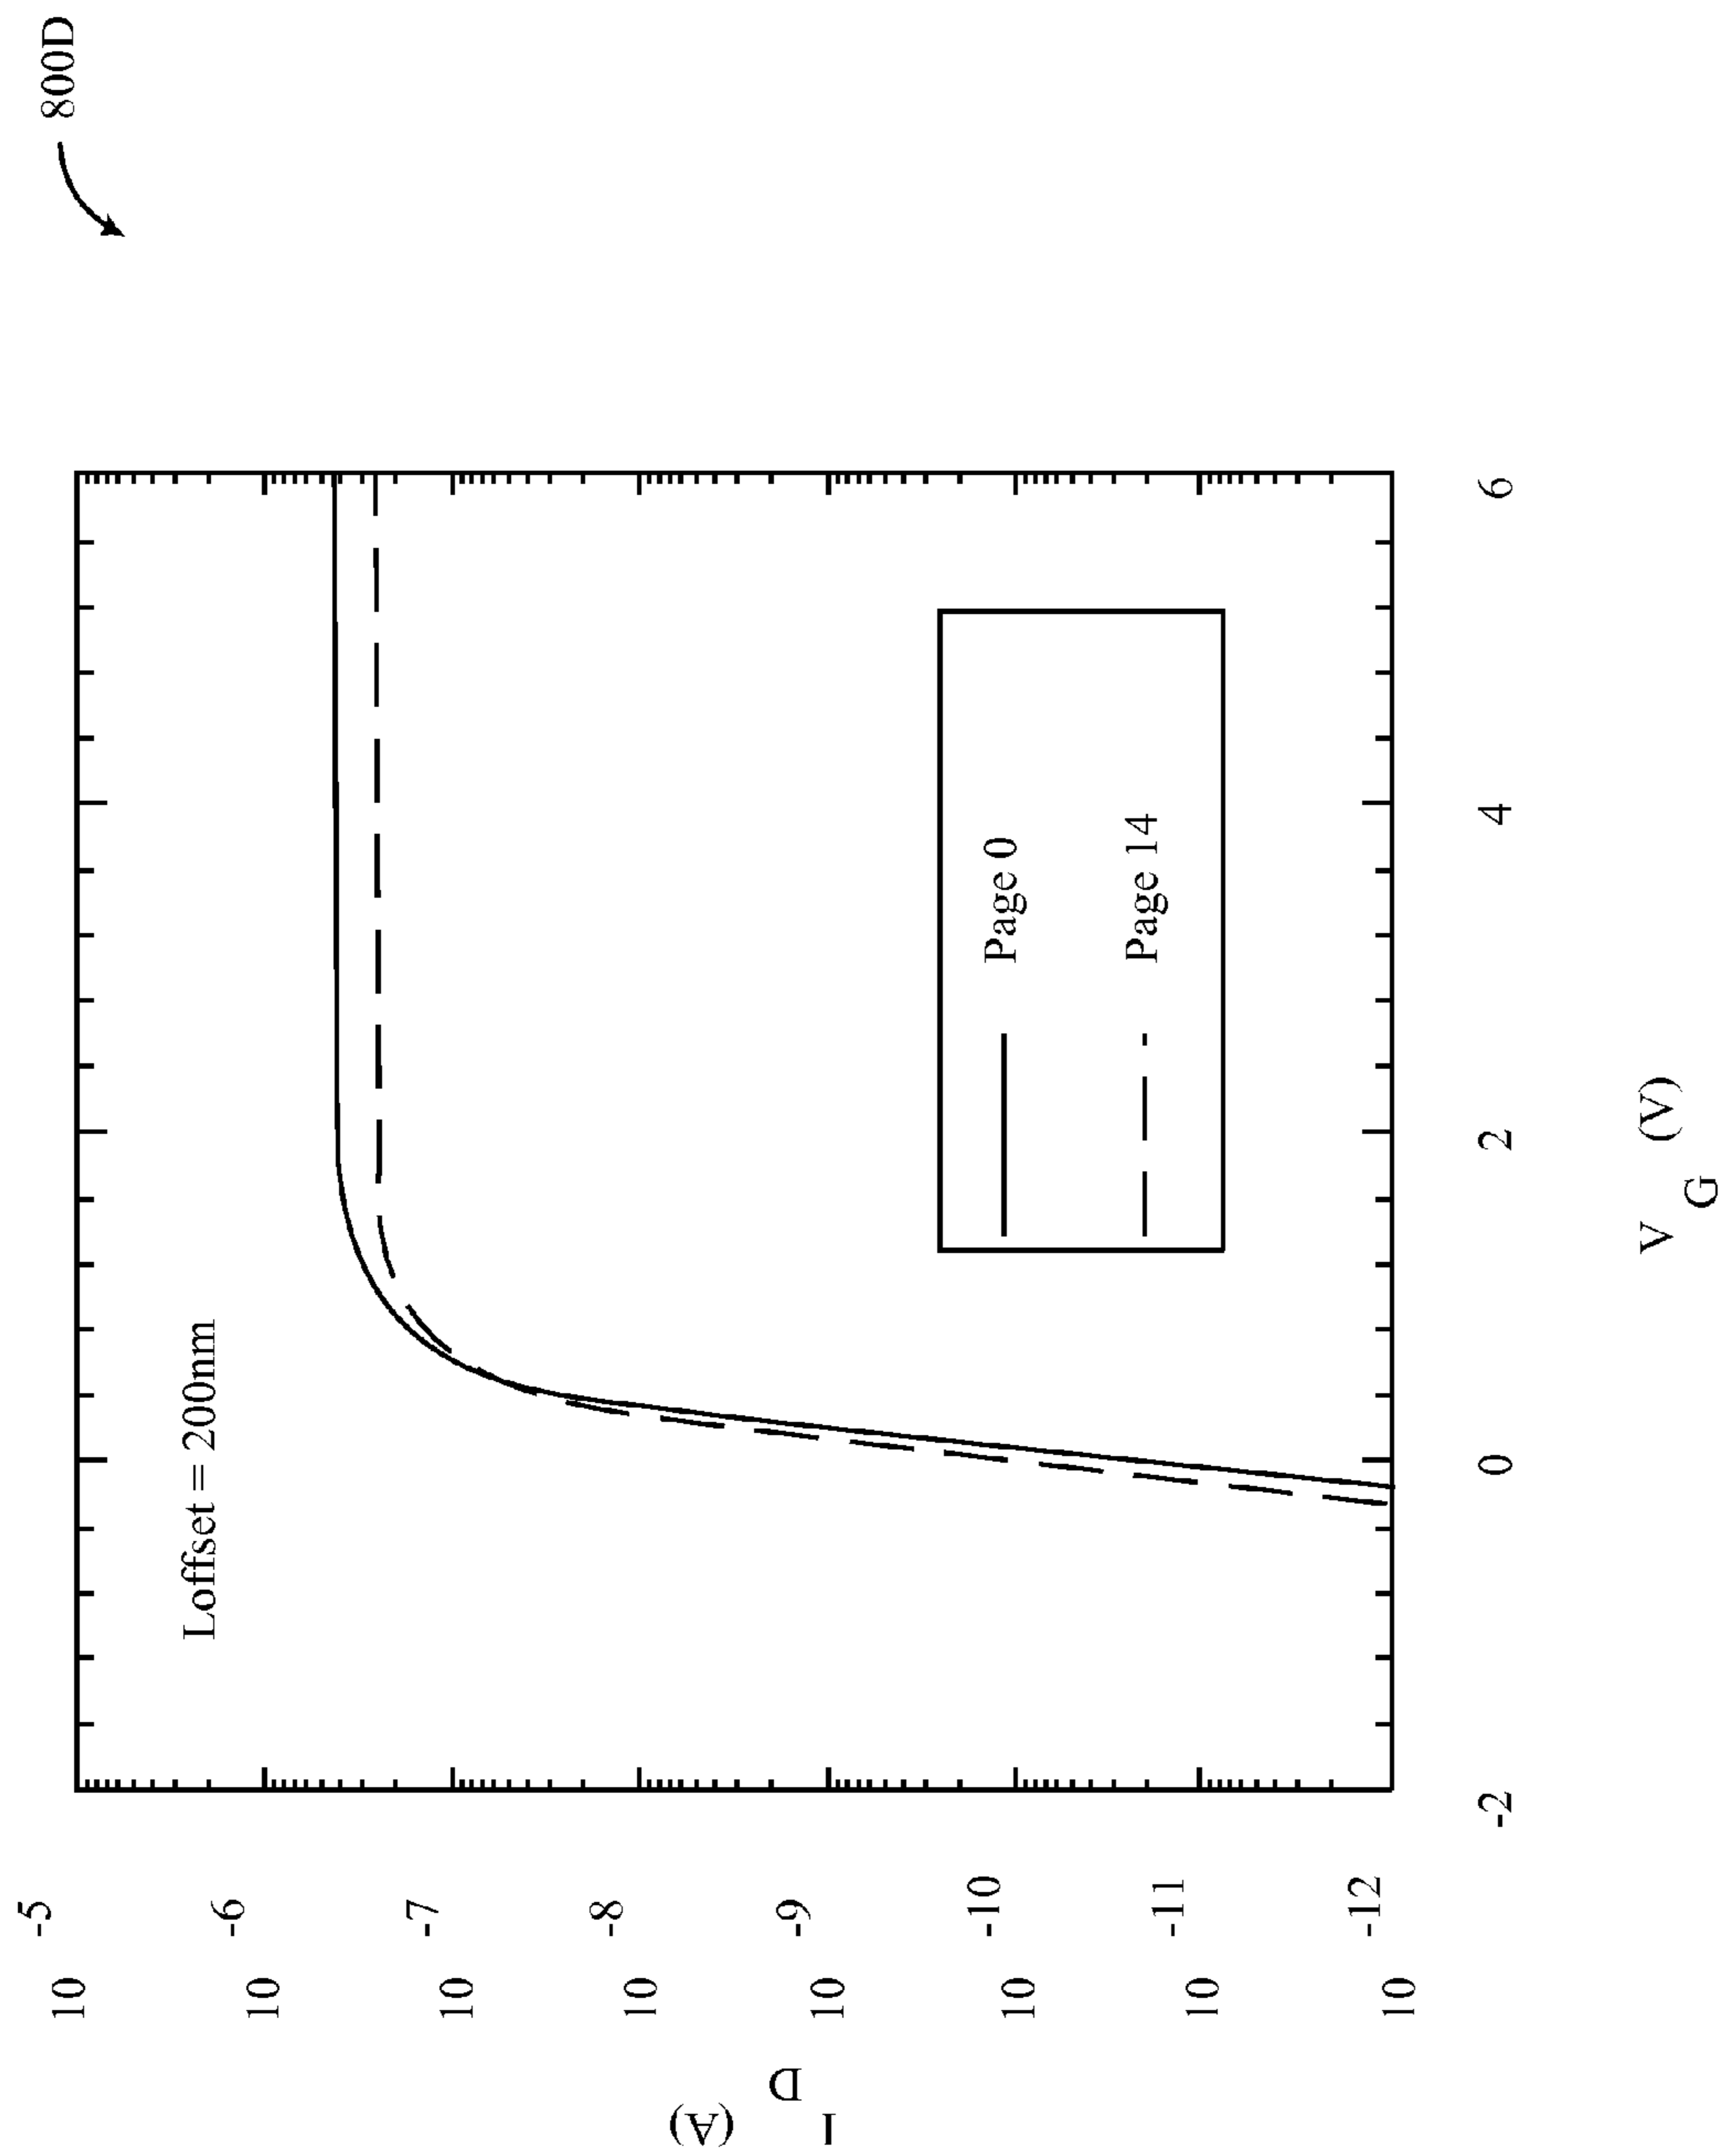 800D
Loffset = 200nm
10 -5
10 -6
10 -7
10 -8
10 -9
10 -10
10 -11
10 -12
I D (A)
Page 0
Page 14
-2 0 2 4 6
V G (V)